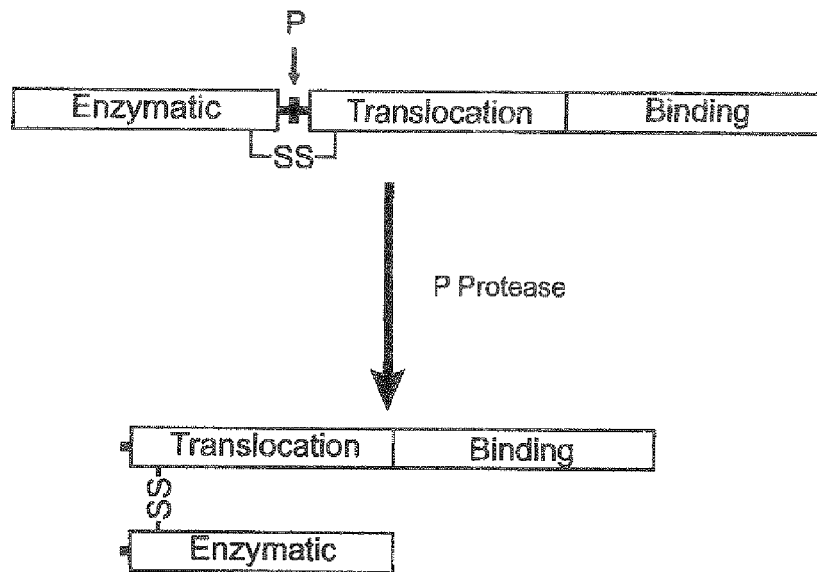 P
Enzymatic Translocation Binding
SS
P Protease
Translocation Binding
SS
Enzymatic